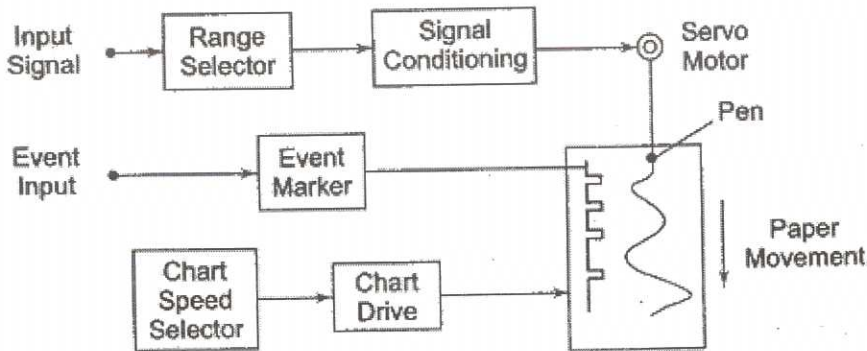 Input
Signal
Range
Selector
Signal
Conditioning
Servo
Motor
Pen
Event
Input
Event
Marker
Paper
Movement
Chart
Speed
Selector
Chart
Drive